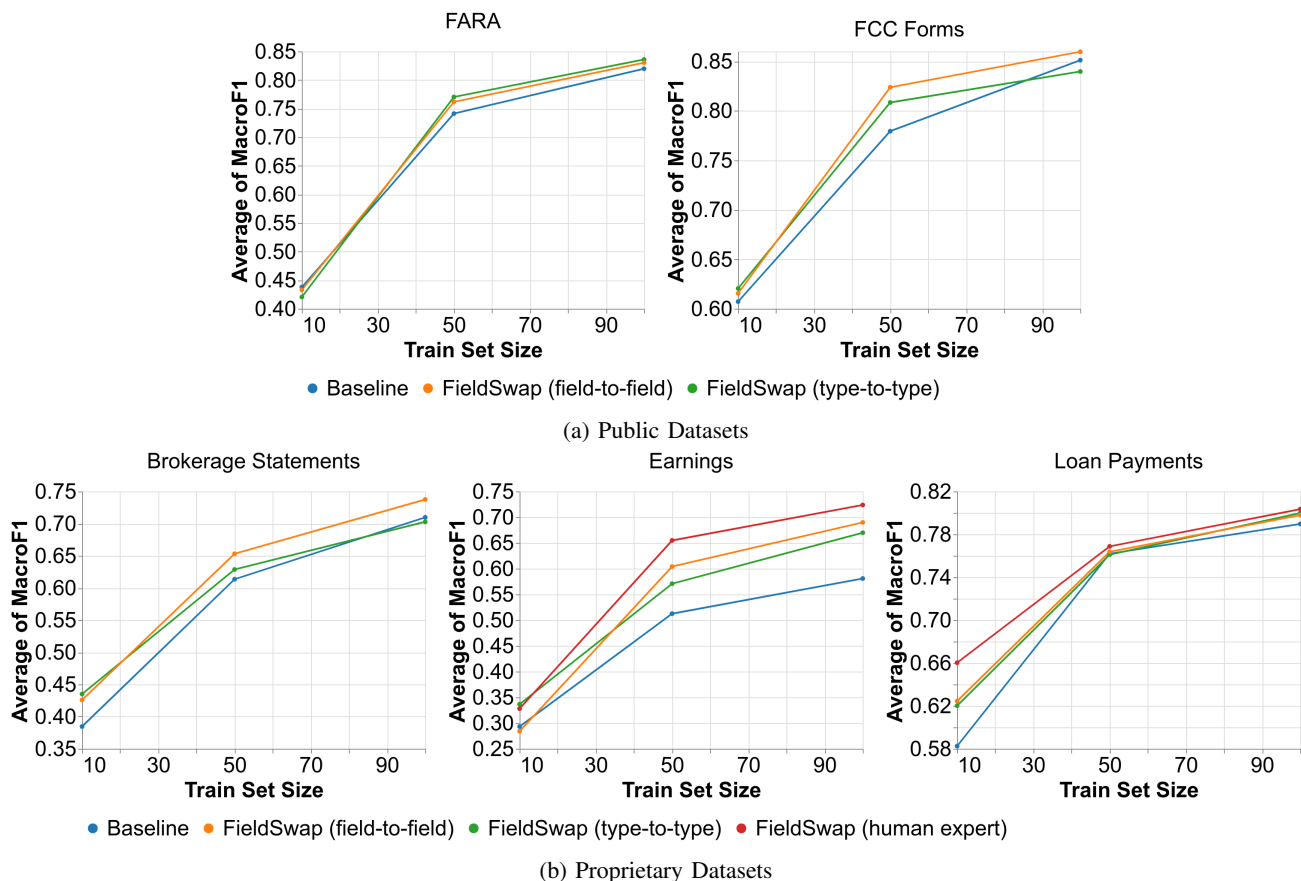 FARA
FCC Forms
0.85
0.80
0.75
0.70
0.65
0.60
0.55
0.50
0.45
0.40
Average of MacroF1
10 30 50 70 90
Train Set Size
0.85
0.80
0.75
0.70
0.65
0.60
Average of MacroF1
10 30 50 70 90
Train Set Size
Baseline FieldSwap (field-to-field) FieldSwap (type-to-type)
(a) Public Datasets
Brokerage Statements
Earnings
Loan Payments
0.75
0.70
0.65
0.60
0.55
0.50
0.45
0.40
0.35
Average of MacroF1
10 30 50 70 90
Train Set Size
0.75
0.70
0.65
0.60
0.55
0.50
0.45
0.40
0.35
0.30
0.25
Average of MacroF1
10 30 50 70 90
Train Set Size
0.82
0.78
0.74
0.70
0.66
0.62
0.58
Average of MacroF1
10 30 50 70 90
Train Set Size
Baseline FieldSwap (field-to-field) FieldSwap (type-to-type) FieldSwap (human expert)
(b) Proprietary Datasets